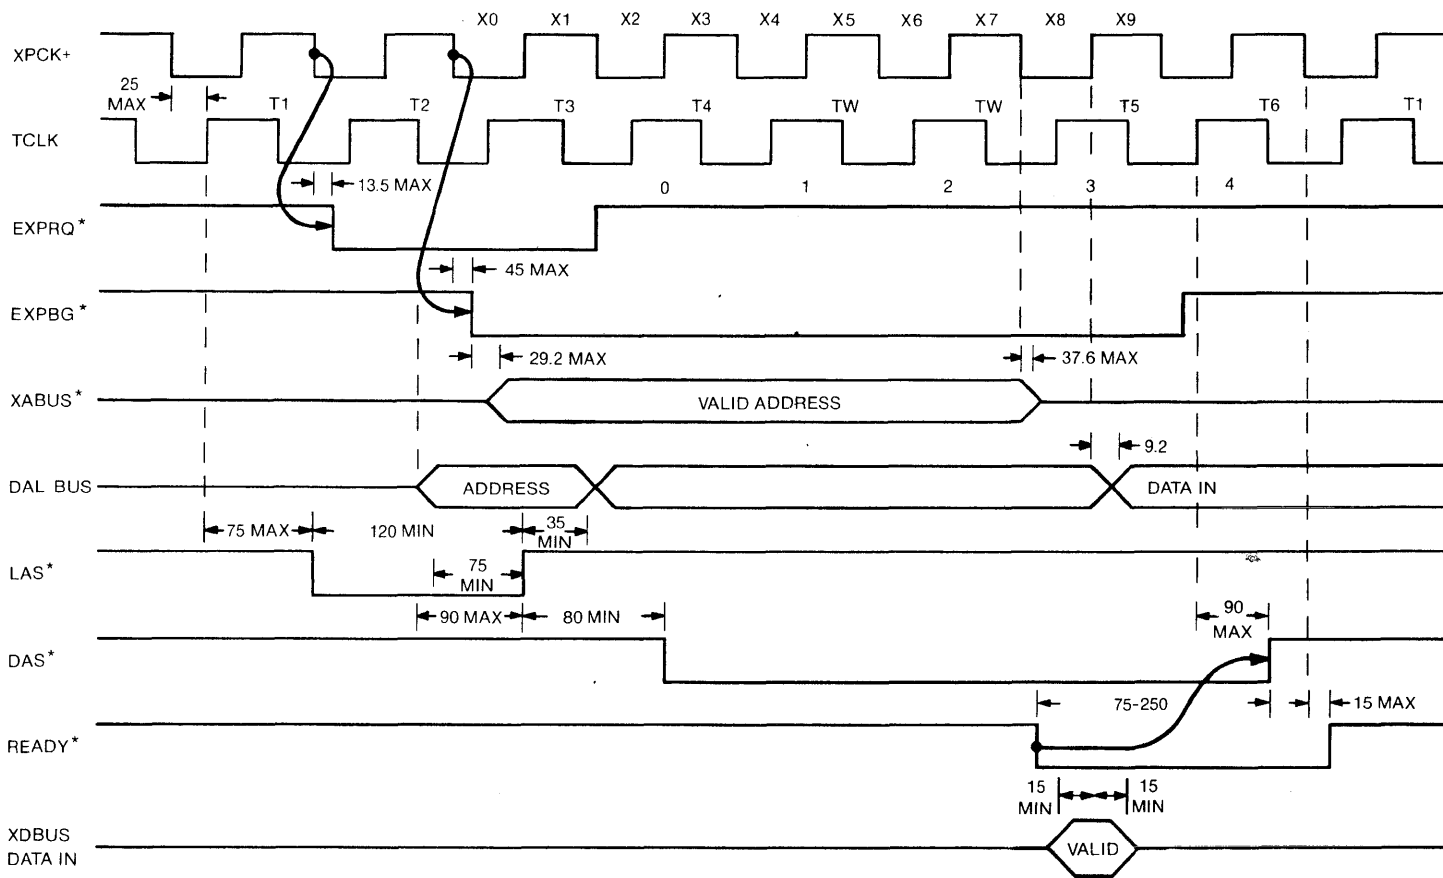 X0 X1 X2 X3 X4 X5 X6 X7 X8 X9
XPCK+
25
MAX
T1 T2 T3 T4 TW TW T5 T6 T1
TCLK
13.5 MAX
0 1 2 3 4
EXPRQ*
45 MAX
EXPBG*
29.2 MAX
37.6 MAX
XABUS*
VALID ADDRESS
9.2
DAL BUS
ADDRESS
DATA IN
75 MAX
120 MIN
35
MIN
LAS*
75
MIN
90 MAX
80 MIN
90
MAX
DAS*
75-250
15 MAX
READY*
15
MIN
15
MIN
XDBUS
DATA IN
VALID